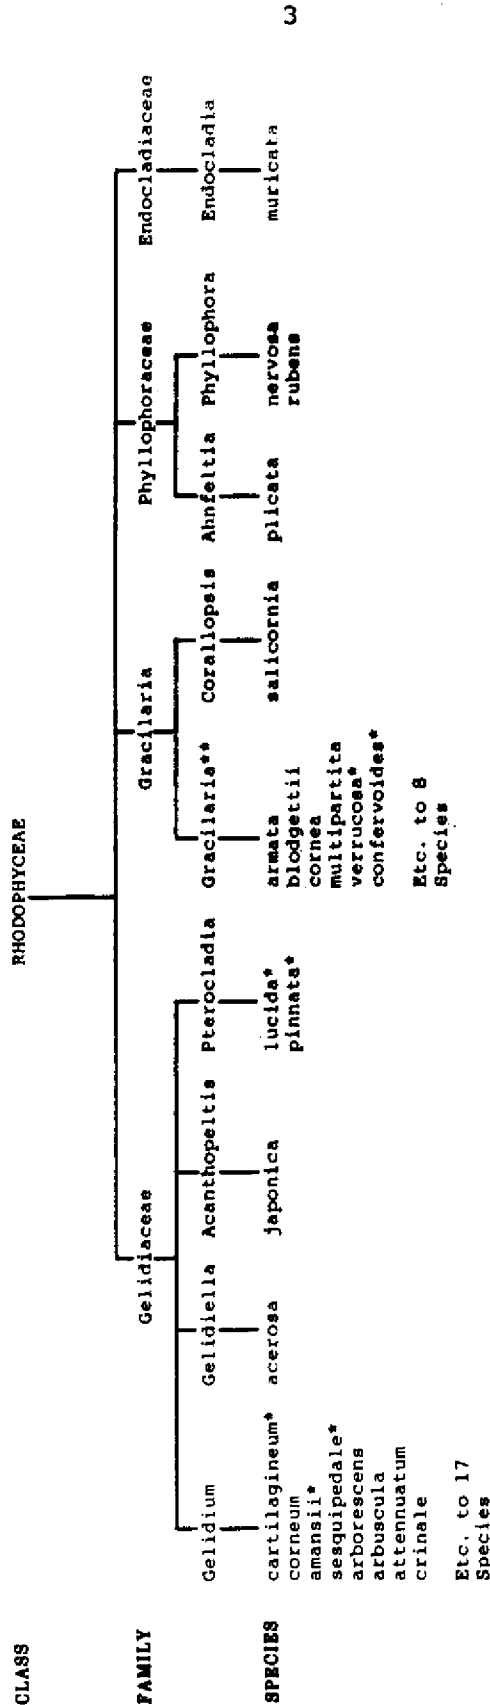 3
CLASS
RHODOPHYCEAE
FAMILY
Gelidiaceae
Gracilaria
Phyllophoraceae
Endocladiaceae
Gelidium
Gelidiella
Acanthopeltis
Pterocladia
Gracilaria**
Corallopsis
Ahnfeltia
Phyllophora
Endocladia
SPECIES
cartilagineum*
corneum
amansii*
sesquipedale*
arborescens
arbuscula
attenuatum
crinale
Etc. to 17
Species
acerosa
japonica
lucida*
pinnata*
armata
blodgettii
cornea
multipartita
verrucosa*
confervoides*
Etc. to 8
Species
salicornia
plicata
nervosa
rubens
muricata